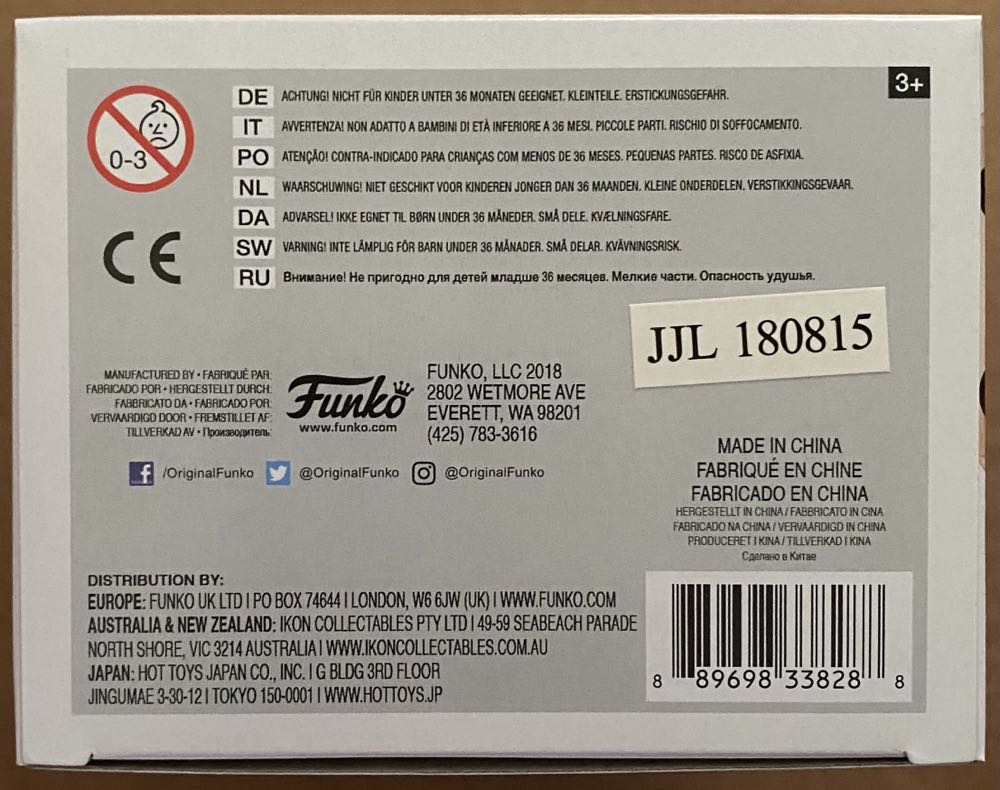 3+
0-3
DE ACHTUNG! NICHT FÜR KINDER UNTER 36 MONATEN GEEIGNET. KLEINTEILE. ERSTICKUNGSGEFAHR.
IT AVVERTENZA! NON ADATTO A BAMBINI DI ETÀ INFERIORE A 36 MESI. PICCOLE PARTI. RISCHIO DI SOFFOCAMENTO.
PO ATENÇÃO! CONTRA-INDICADO PARA CRIANÇAS COM MENOS DE 36 MESES. PEQUENAS PARTES. RISCO DE ASFIXIA.
NL WAARSCHUWING! NIET GESCHIKT VOOR KINDEREN JONGER DAN 36 MAANDEN. KLEINE ONDERDELEN. VERSTIKKINGSGEVAAR.
DA ADVARSEL! IKKE EGNET TIL BØRN UNDER 36 MÅNEDER. SMÅ DELE. KVÆLNINGSFARE.
SW VARNING! INTE LÄMPLIG FÖR BARN UNDER 36 MÅNADER. SMÅ DELAR. KVÄVNINGSRISK.
RU Внимание! Не пригодно для детей младше 36 месяцев. Мелкие части. Опасность удушья.
CE
JJL 180815
MANUFACTURED BY • FABRIQUÉ PAR:
FABRICADO POR • HERGESTELLT DURCH:
FABBRICATO DA • FABRICADO POR:
VERVAARDIGD DOOR • FREMSTILLET AF:
TILLVERKAD AV • Производитель:
Funko
www.funko.com
FUNKO, LLC 2018
2802 WETMORE AVE
EVERETT, WA 98201
(425) 783-3616
/OriginalFunko @OriginalFunko @OriginalFunko
MADE IN CHINA
FABRIQUÉ EN CHINE
FABRICADO EN CHINA
HERGESTELLT IN CHINA / FABBRICATO IN CINA
FABRICADO NA CHINA / VERVAARDIGD IN CHINA
PRODUCERET I KINA / TILLVERKAD I KINA
Сделано в Китае
DISTRIBUTION BY:
EUROPE: FUNKO UK LTD | PO BOX 74644 | LONDON, W6 6JW (UK) | WWW.FUNKO.COM
AUSTRALIA & NEW ZEALAND: IKON COLLECTABLES PTY LTD | 49-59 SEABEACH PARADE
NORTH SHORE, VIC 3214 AUSTRALIA | WWW.IKONCOLLECTABLES.COM.AU
JAPAN: HOT TOYS JAPAN CO., INC. | G BLDG 3RD FLOOR
JINGUMAE 3-30-12 | TOKYO 150-0001 | WWW.HOTTOYS.JP
8 89698 33828 8